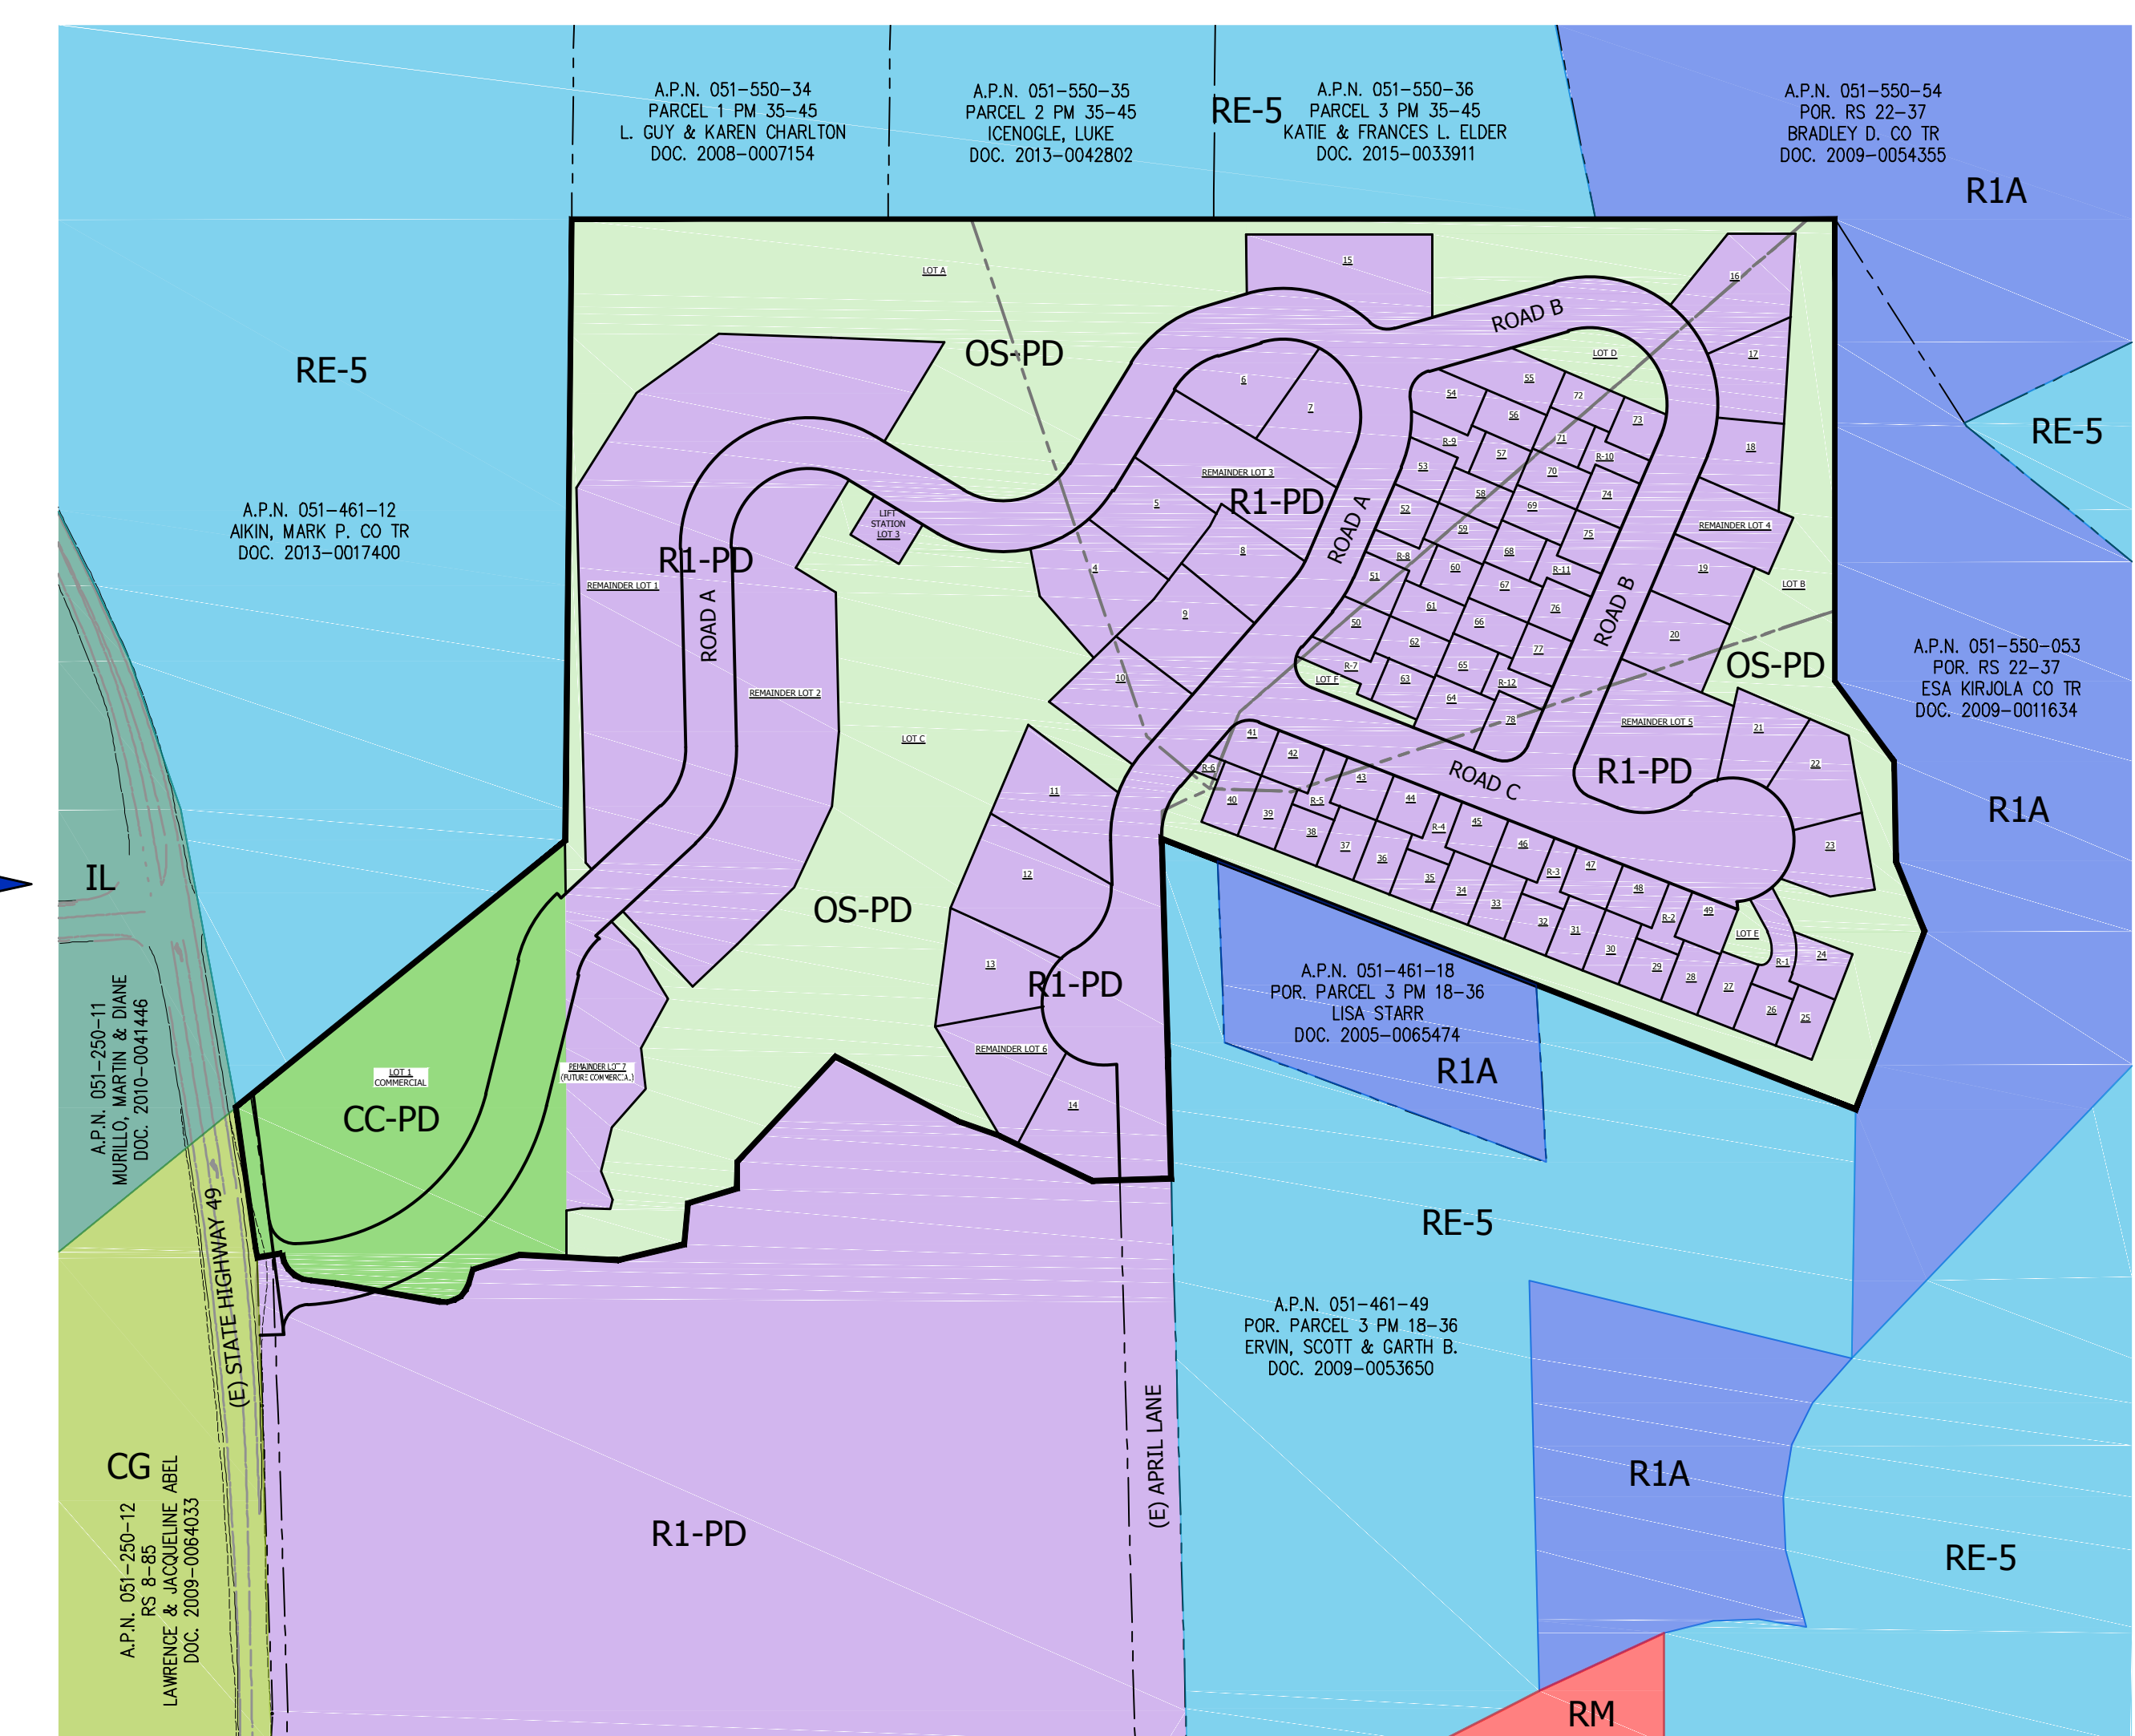 A.P.N. 051-550-34
PARCEL 1 PM 35-45
L. GUY & KAREN CHARLTON
DOC. 2008-0007154
A.P.N. 051-550-35
PARCEL 2 PM 35-45
ICENOGLE, LUKE
DOC. 2013-0042802
RE-5
A.P.N. 051-550-36
PARCEL 3 PM 35-45
KATIE & FRANCES L. ELDER
DOC. 2015-0033911
A.P.N. 051-550-54
POR. RS 22-37
BRADLEY D. CO TR
DOC. 2009-0054355
R1A
LOT A
15
16
ROAD B
OS-PD
LOT D
17
RE-5
6
7
54
55
72
73
RE-5
56
R-9
57
71
R-10
18
53
70
REMAINDER LOT 3
R1-PD
5
58
74
52
69
A.P.N. 051-461-12
AIKIN, MARK P. CO TR
DOC. 2013-0017400
LIFT
STATION
LOT 3
ROAD A
59
75
REMAINDER LOT 4
8
68
R1-PD
R-8
60
R-11
19
4
51
67
REMAINDER LOT 1
LOT B
ROAD A
9
61
76
ROAD B
50
66
20
62
77
A.P.N. 051-550-053
POR. RS 22-37
ESA KIRJOLA CO TR
DOC. 2009-0011634
R-7
65
OS-PD
10
LOT F
63
R-12
REMAINDER LOT 2
64
78
REMAINDER LOT 5
21
LOT C
41
42
22
R-6
43
ROAD C
R1-PD
11
40
R-5
44
39
45
R1A
38
R-4
46
37
23
36
47
12
R-3
35
48
IL
34
33
R-2
49
OS-PD
32
31
LOT E
30
24
13
29
R-1
28
27
26
25
R1-PD
A.P.N. 051-461-18
POR. PARCEL 3 PM 18-36
LISA STARR
DOC. 2005-0065474
R1A
REMAINDER LOT 6
14
LOT 1
COMMERCIAL
CC-PD
REMAINDER LOT 7
(FUTURE COMMERCIAL)
A.P.N. 051-250-11
MURILLO, MARTIN & DIANE
DOC. 2010-0041446
RE-5
(E) STATE HIGHWAY 49
A.P.N. 051-461-49
POR. PARCEL 3 PM 18-36
ERVIN, SCOTT & GARTH B.
DOC. 2009-0053650
(E) APRIL LANE
CG
R1A
A.P.N. 051-250-12
RS 8-85
LAWRENCE & JACQUELINE ABEL
DOC. 2009-0064033
R1-PD
RE-5
RM